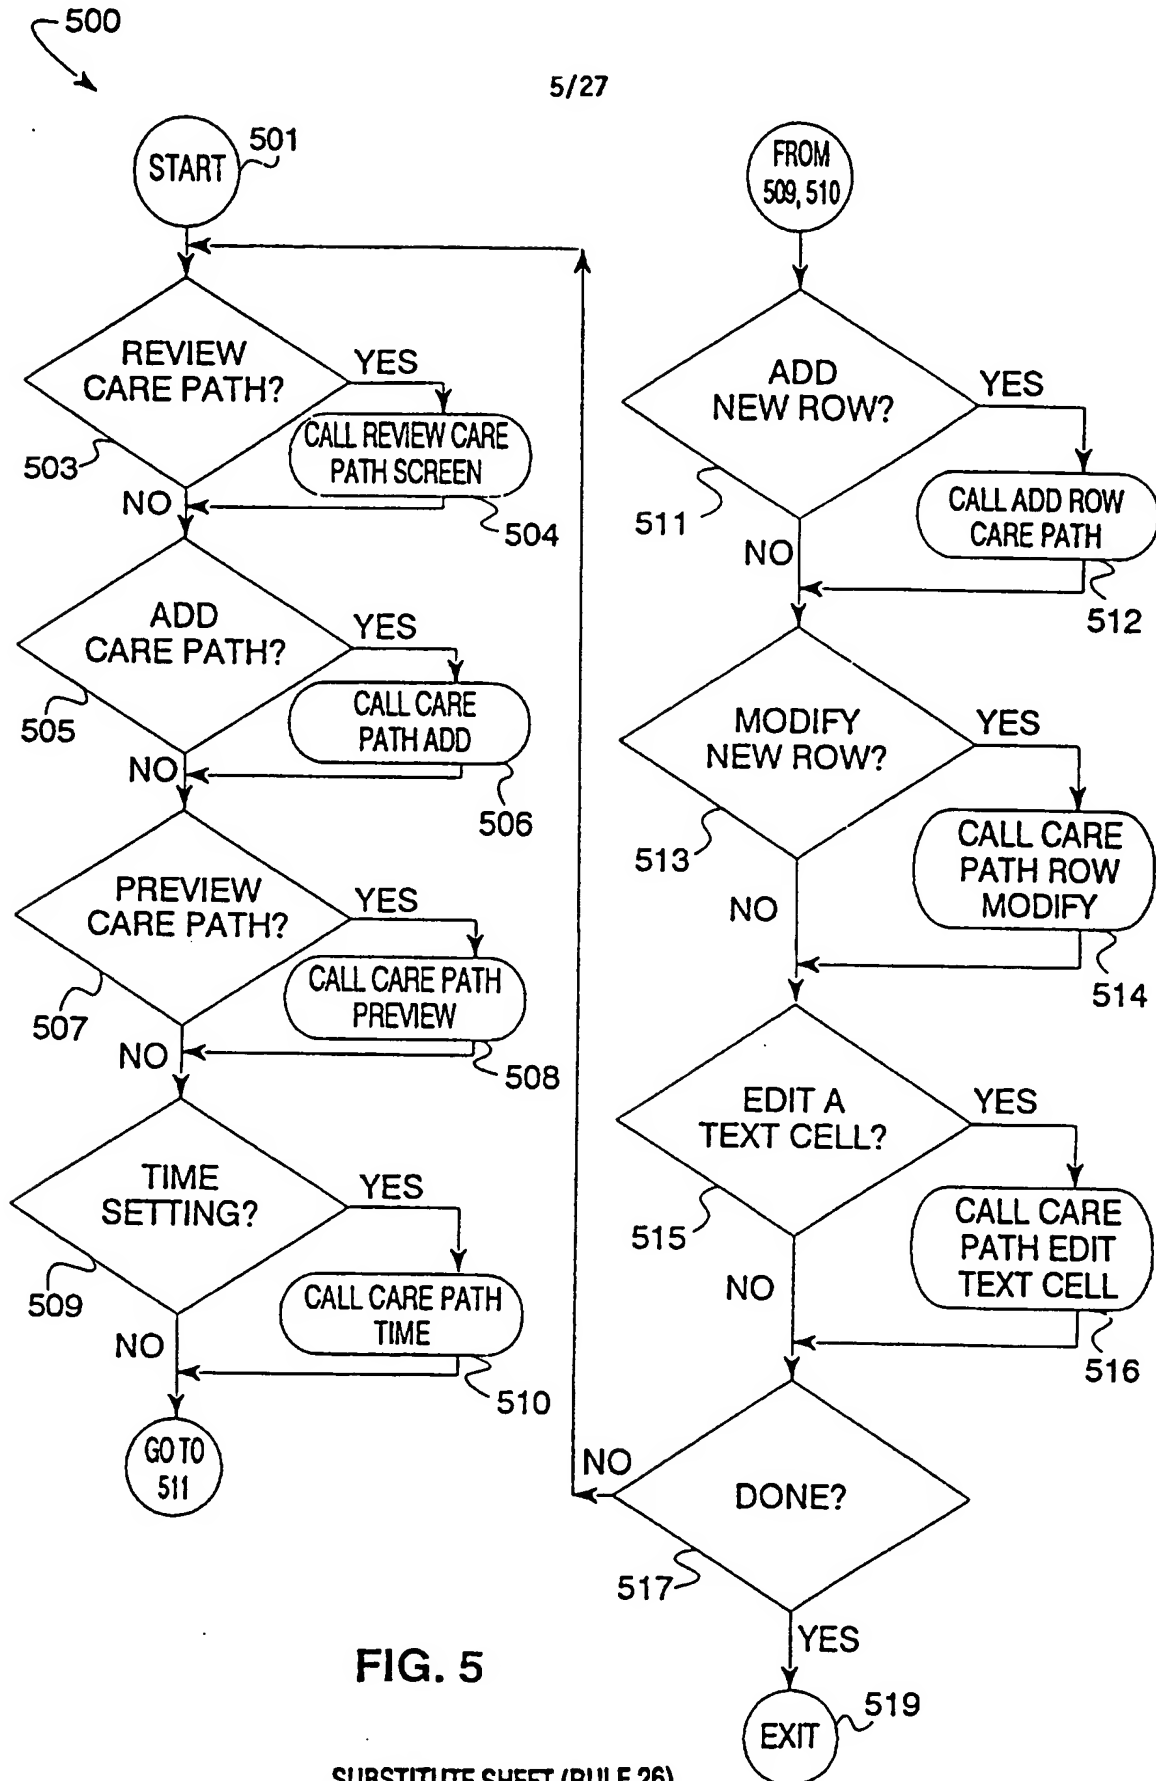 500
5/27
START
501
REVIEW
CARE PATH?
YES
503
CALL REVIEW CARE
PATH SCREEN
504
NO
ADD
CARE PATH?
YES
505
CALL CARE
PATH ADD
506
NO
PREVIEW
CARE PATH?
YES
507
CALL CARE PATH
PREVIEW
508
NO
TIME
SETTING?
YES
509
CALL CARE PATH
TIME
510
NO
GO TO
511
FROM
509, 510
ADD
NEW ROW?
YES
511
CALL ADD ROW
CARE PATH
512
NO
MODIFY
NEW ROW?
YES
513
CALL CARE
PATH ROW
MODIFY
514
NO
EDIT A
TEXT CELL?
YES
515
CALL CARE
PATH EDIT
TEXT CELL
516
NO
DONE?
NO
517
YES
EXIT
519
FIG. 5
SUBSTITUTE SHEET (RULE 26)